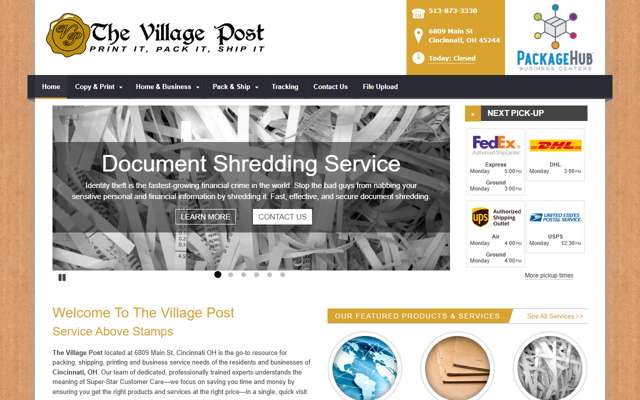 The Village Post
PRINT IT, PACK IT, SHIP IT
513-873-3330
6809 Main St
Cincinnati, OH 45244
Today: Closed
PACKAGEHUB
BUSINESS CENTERS
Home
Copy & Print
Home & Business
Pack & Ship
Tracking
Contact Us
File Upload
Document Shredding Service
Identity theft is the fastest-growing financial crime in the world! Stop the bad guys from nabbing your
sensitive personal and financial information by shredding it. Fast, effective, and secure document shredding.
LEARN MORE
CONTACT US
NEXT PICK-UP
FedEx
Authorized ShipCenter
Express
Monday 5:00 PM
Ground
Monday 3:00 PM
DHL
DHL
Monday 3:00 PM
ups
Authorized
Shipping
Outlet
Air
Monday 4:00 PM
Ground
Monday 4:00 PM
UNITED STATES
POSTAL SERVICE
USPS
Monday 12:30 PM
More pickup times
Welcome To The Village Post
Service Above Stamps
The Village Post located at 6809 Main St, Cincinnati OH is the go-to resource for
packing, shipping, printing and business service needs of the residents and businesses of
Cincinnati, OH. Our team of dedicated, professionally trained experts understands the
meaning of Super-Star Customer Care—we focus on saving you time and money by
ensuring you get the right products and services at the right price—in a single, quick visit.
OUR FEATURED PRODUCTS & SERVICES
See All Services >>